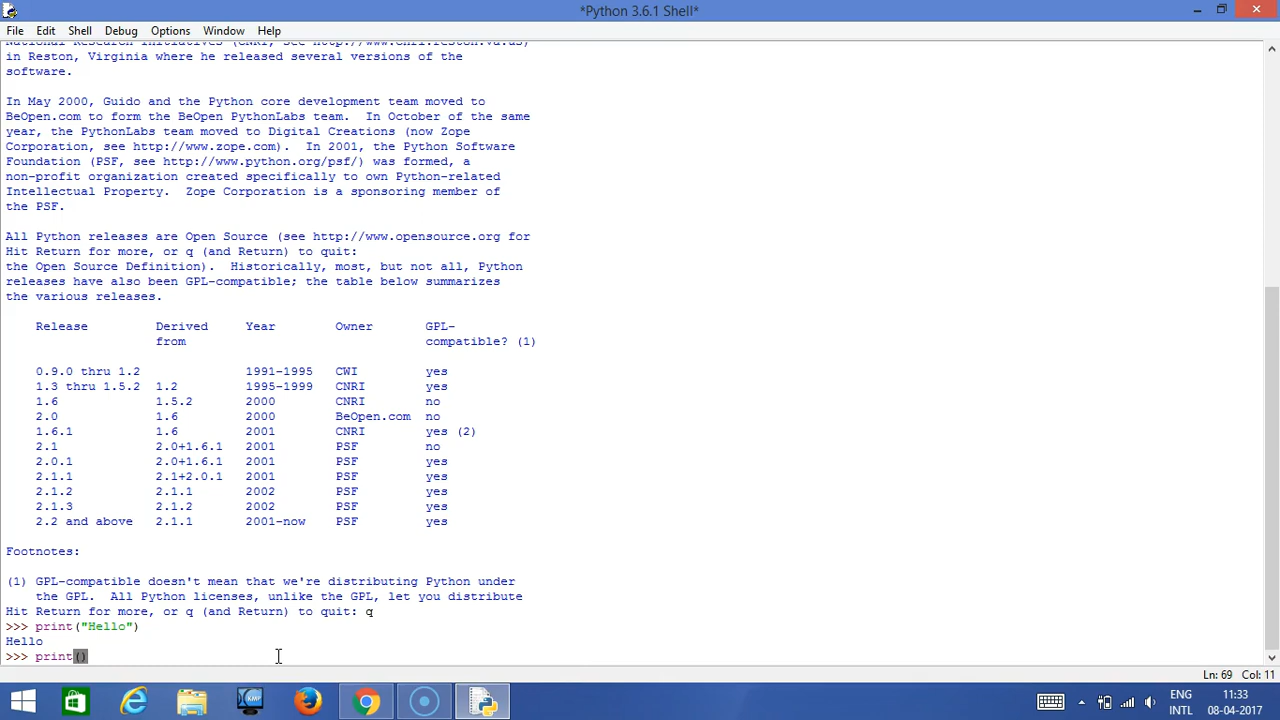 *Python 3.6.1 Shell*
File Edit Shell Debug Options Window Help
National Research Initiatives (CNRI, see http://www.cnri.reston.va.us)
in Reston, Virginia where he released several versions of the
software.
In May 2000, Guido and the Python core development team moved to
BeOpen.com to form the BeOpen PythonLabs team.  In October of the same
year, the PythonLabs team moved to Digital Creations (now Zope
Corporation, see http://www.zope.com).  In 2001, the Python Software
Foundation (PSF, see http://www.python.org/psf/) was formed, a
non-profit organization created specifically to own Python-related
Intellectual Property.  Zope Corporation is a sponsoring member of
the PSF.
All Python releases are Open Source (see http://www.opensource.org for
Hit Return for more, or q (and Return) to quit:
the Open Source Definition).  Historically, most, but not all, Python
releases have also been GPL-compatible; the table below summarizes
the various releases.
Release Derived Year Owner GPL-
from compatible? (1)
0.9.0 thru 1.2 1991-1995 CWI yes
1.3 thru 1.5.2 1.2 1995-1999 CNRI yes
1.6 1.5.2 2000 CNRI no
2.0 1.6 2000 BeOpen.com no
1.6.1 1.6 2001 CNRI yes (2)
2.1 2.0+1.6.1 2001 PSF no
2.0.1 2.0+1.6.1 2001 PSF yes
2.1.1 2.1+2.0.1 2001 PSF yes
2.1.2 2.1.1 2002 PSF yes
2.1.3 2.1.2 2002 PSF yes
2.2 and above 2.1.1 2001-now PSF yes
Footnotes:
(1) GPL-compatible doesn't mean that we're distributing Python under
the GPL.  All Python licenses, unlike the GPL, let you distribute
Hit Return for more, or q (and Return) to quit: q
>>> print("Hello")
Hello
>>> print()
Ln: 69 Col: 11
KMP
ENG 11:33
INTL 08-04-2017